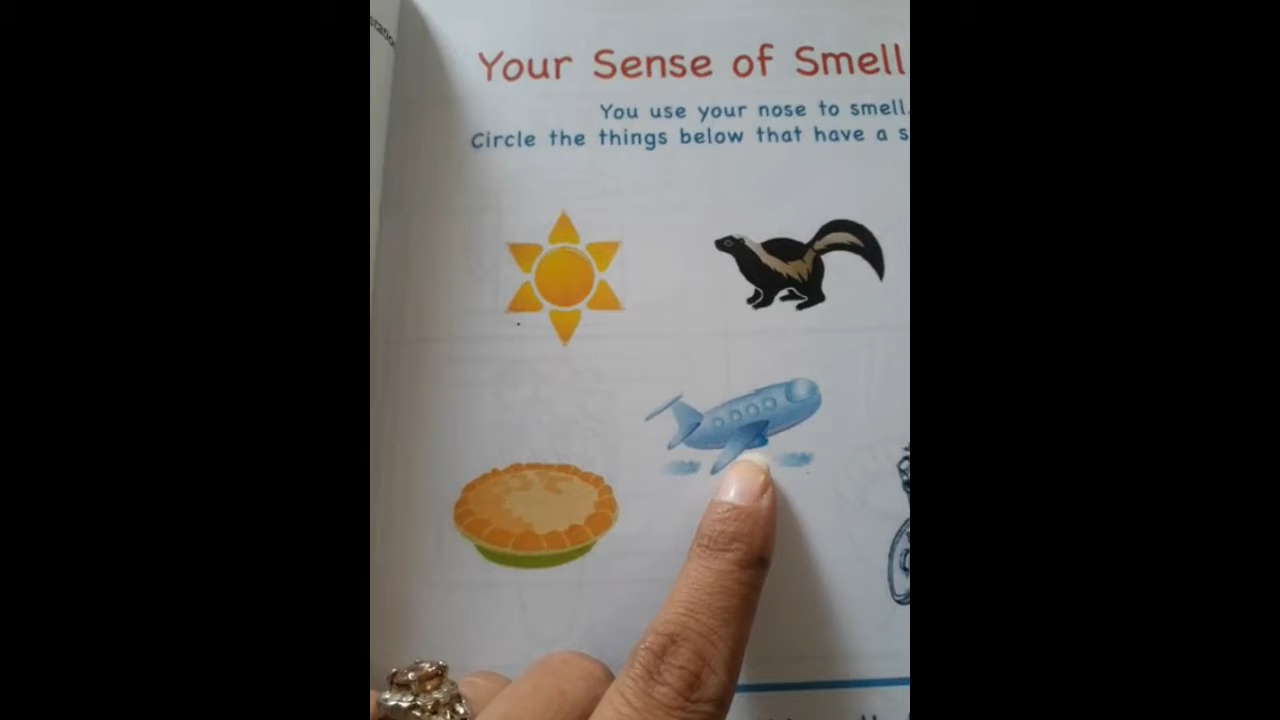 Your Sense of Smell
You use your nose to smell.
Circle the things below that have a s